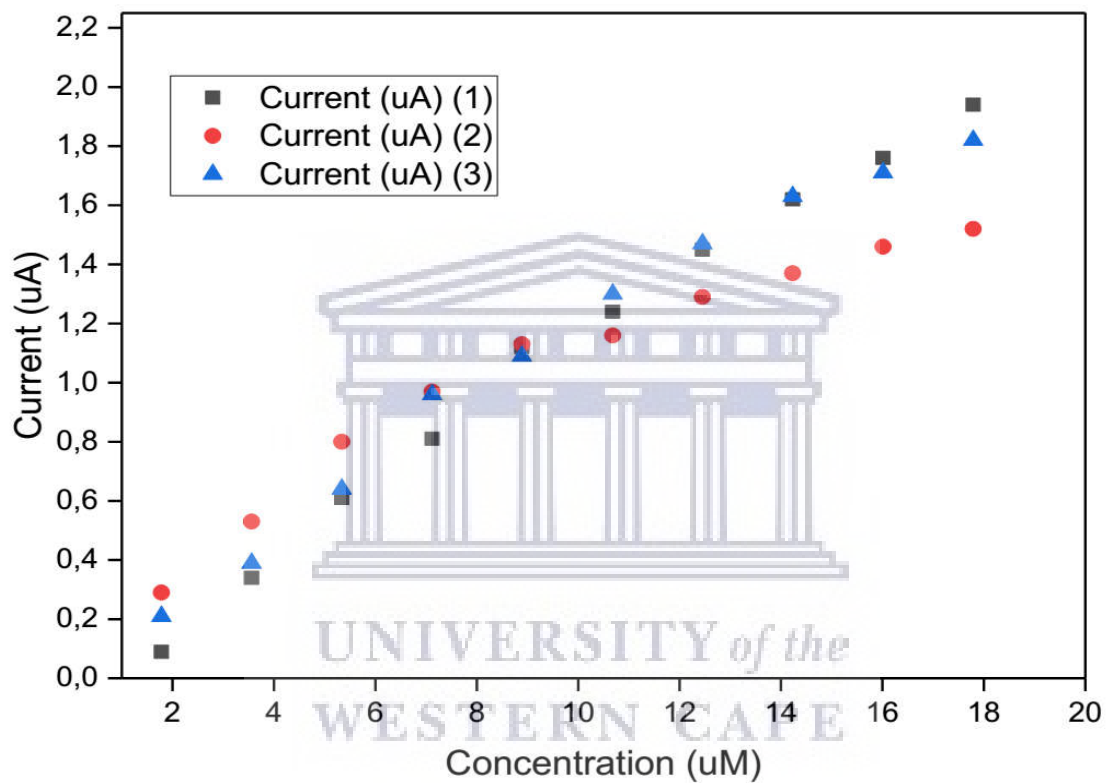 2,2
2,0
1,8
1,6
1,4
1,2
1,0
0,8
0,6
0,4
0,2
0,0
Current (uA)
Current (uA) (1)
Current (uA) (2)
Current (uA) (3)
UNIVERSITY of the
WESTERN CAPE
2 4 6 8 10 12 14 16 18 20
Concentration (uM)